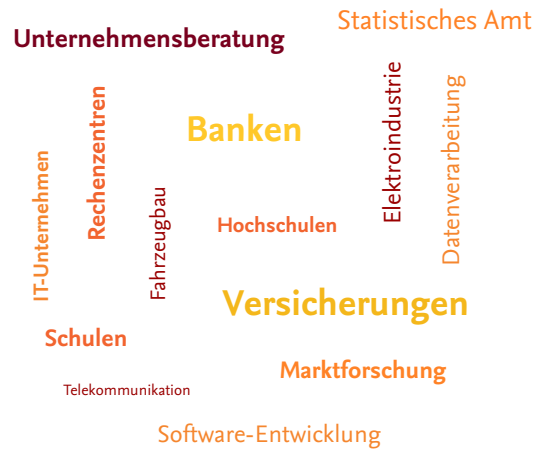 Statistisches Amt
Unternehmensberatung
Elektroindustrie
Datenverarbeitung
Rechenzentren
Banken
IT-Unternehmen
Fahrzeugbau
Hochschulen
Versicherungen
Schulen
Marktforschung
Telekommunikation
Software-Entwicklung